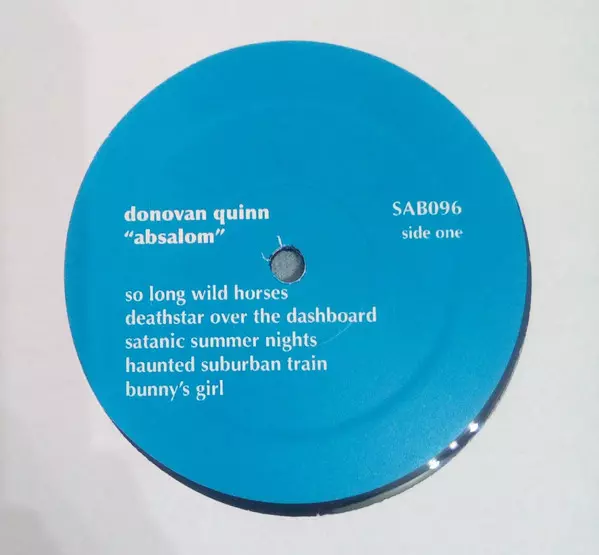 donovan quinn
“absalom”
SAB096
side one
so long wild horses
deathstar over the dashboard
satanic summer nights
haunted suburban train
bunny’s girl